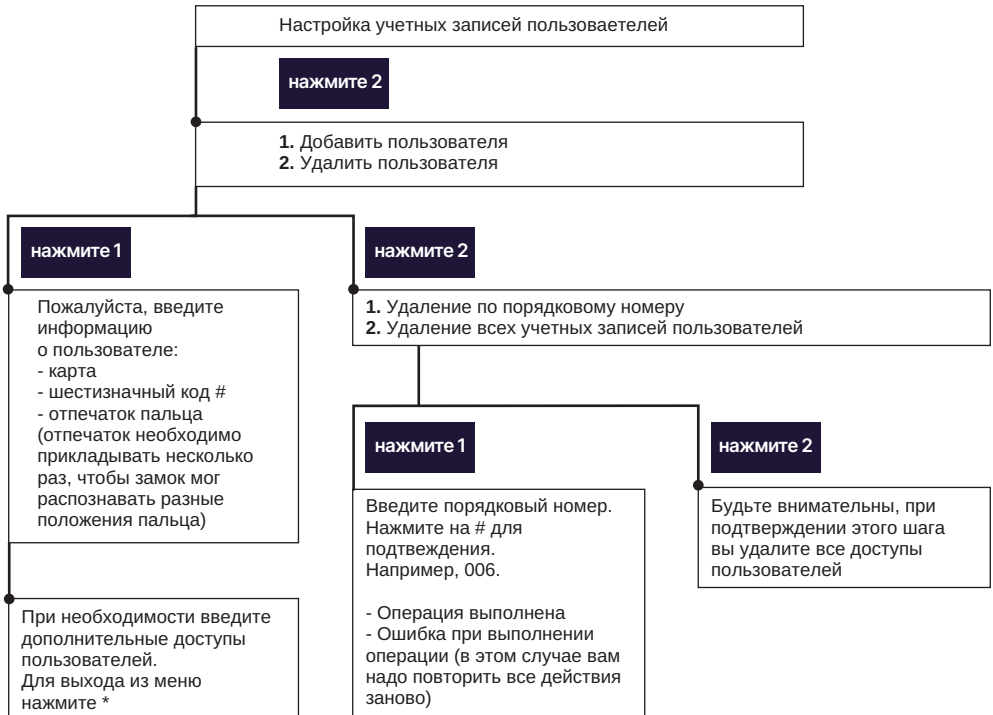 Настройка учетных записей пользоваетелей
нажмите 2
1. Добавить пользователя
2. Удалить пользователя
нажмите 1
Пожалуйста, введите
информацию
о пользователе:
- карта
- шестизначный код #
- отпечаток пальца
(отпечаток необходимо
прикладывать несколько
раз, чтобы замок мог
распознавать разные
положения пальца)
При необходимости введите
дополнительные доступы
пользователей.
Для выхода из меню
нажмите *
нажмите 2
1. Удаление по порядковому номеру
2. Удаление всех учетных записей пользователей
нажмите 1
Введите порядковый номер.
Нажмите на # для
подтвеждения.
Например, 006.
- Операция выполнена
- Ошибка при выполнении
операции (в этом случае вам
надо повторить все действия
заново)
нажмите 2
Будьте внимательны, при
подтверждении этого шага
вы удалите все доступы
пользователей